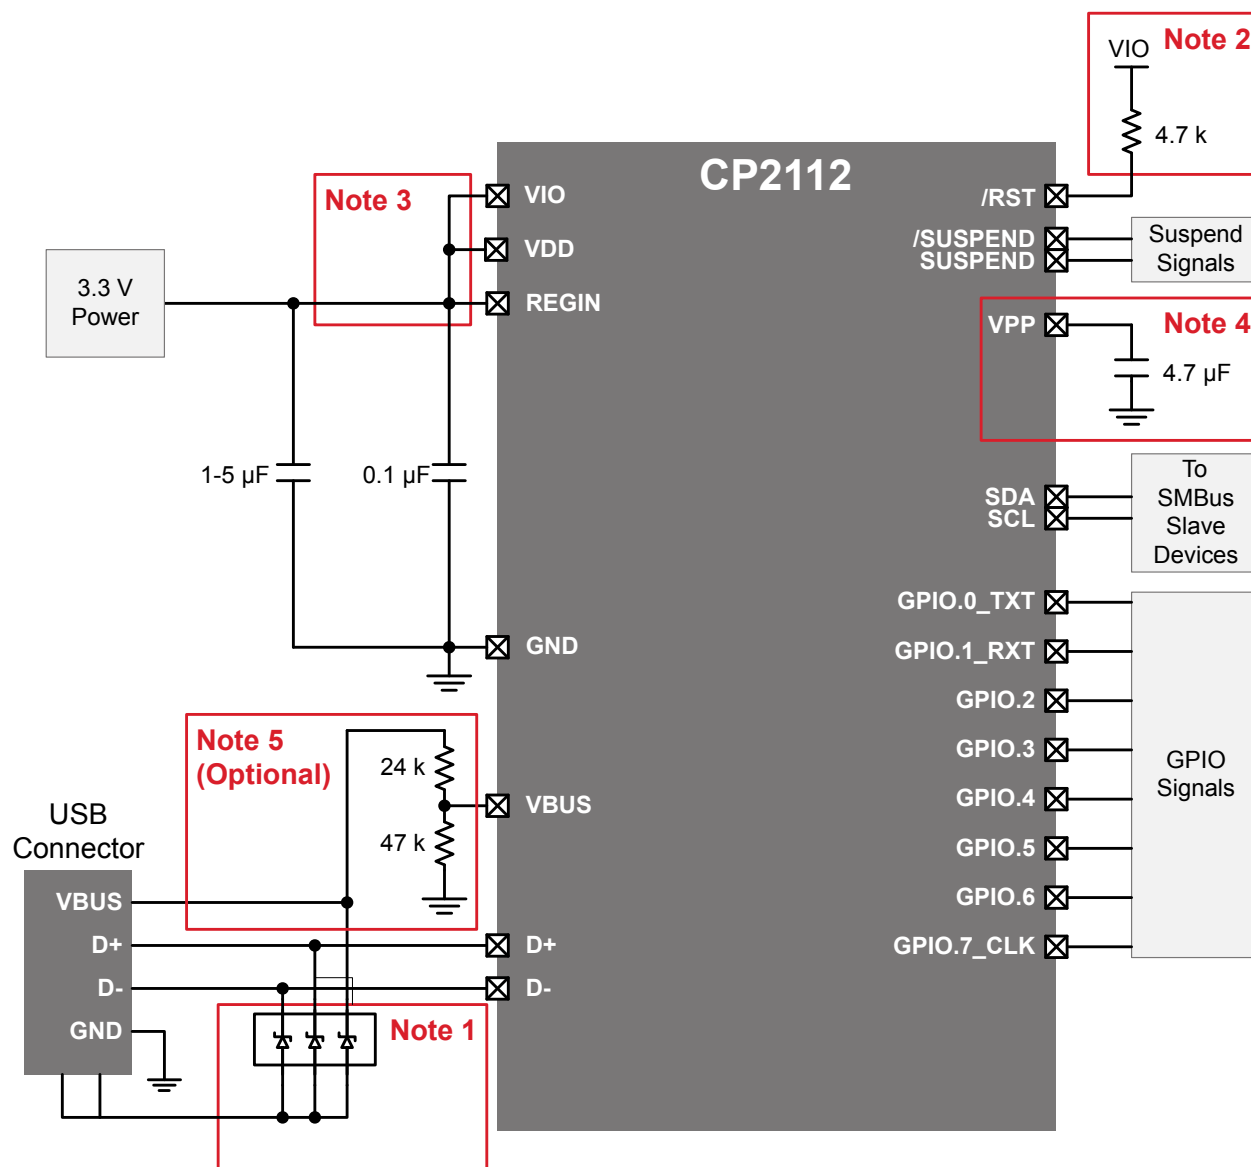 Note 2
VIO
4.7 k
CP2112
Note 3
VIO
/RST
/SUSPEND
SUSPEND
Suspend
Signals
VDD
3.3 V
Power
REGIN
VPP
Note 4
4.7 µF
1-5 µF
0.1 µF
SDA
SCL
To
SMBus
Slave
Devices
GPIO.0_TXT
GPIO.1_RXT
GPIO.2
GPIO.3
GPIO.4
GPIO.5
GPIO.6
GPIO.7_CLK
GPIO
Signals
GND
Note 5
(Optional)
24 k
47 k
VBUS
USB
Connector
VBUS
D+
D-
GND
D+
D-
Note 1